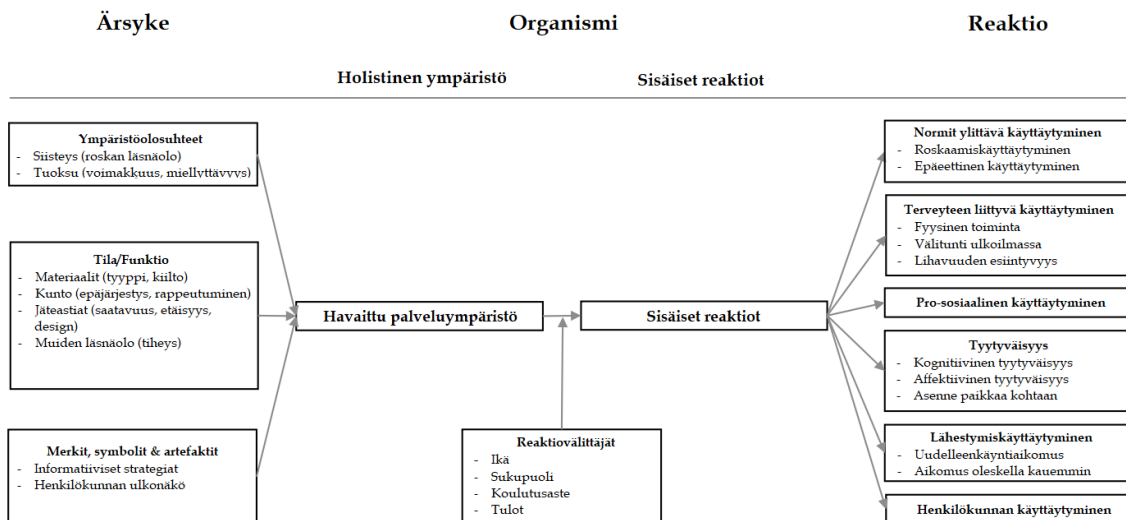 Ärsyke
Organismi
Reaktio
Holistinen ympäristö
Sisäiset reaktiot
Ympäristöolosuhteet
- Siisteys (roskan läsnäolo)
- Tuoksu (voimakkuus, miellyttävyys)
Tila/Funktio
- Materiaalit (tyyppi, kiilto)
- Kunto (epäjärjestys, rappeutuminen)
- Jäteastiat (saatavuus, etäisyys,
design)
- Muiden läsnäolo (tiheys)
Merkit, symbolit & artefaktit
- Informatiiviset strategiat
- Henkilökunnan ulkonäkö
Havaittu palveluympäristö
Sisäiset reaktiot
Reaktiovälittäjät
- Ikä
- Sukupuoli
- Koulutusaste
- Tulot
Normit ylittävä käyttäytyminen
- Roskaamiskäyttäytyminen
- Epäeettinen käyttäytyminen
Terveyteen liittyvä käyttäytyminen
- Fyysinen toiminta
- Välitunti ulkoilmassa
- Lihavuuden esiintyvyys
Pro-sosiaalinen käyttäytyminen
Tyytyväisyys
- Kognitiivinen tyytyväisyys
- Affektiivinen tyytyväisyys
- Asenne paikkaa kohtaan
Lähestymiskäyttäytyminen
- Uudelleenkäyntiaikomus
- Aikomus oleskella kauemmin
Henkilökunnan käyttäytyminen